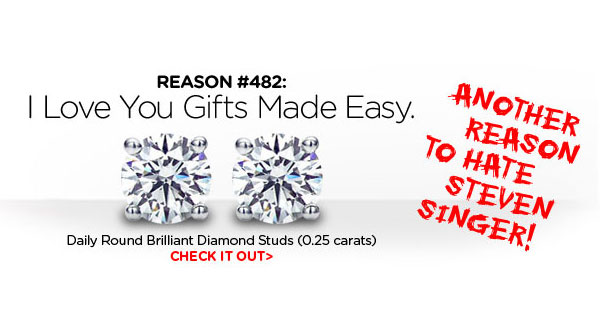 REASON #482:
I Love You Gifts Made Easy.
ANOTHER
REASON
TO HATE
STEVEN
SINGER!
Daily Round Brilliant Diamond Studs (0.25 carats)
CHECK IT OUT>